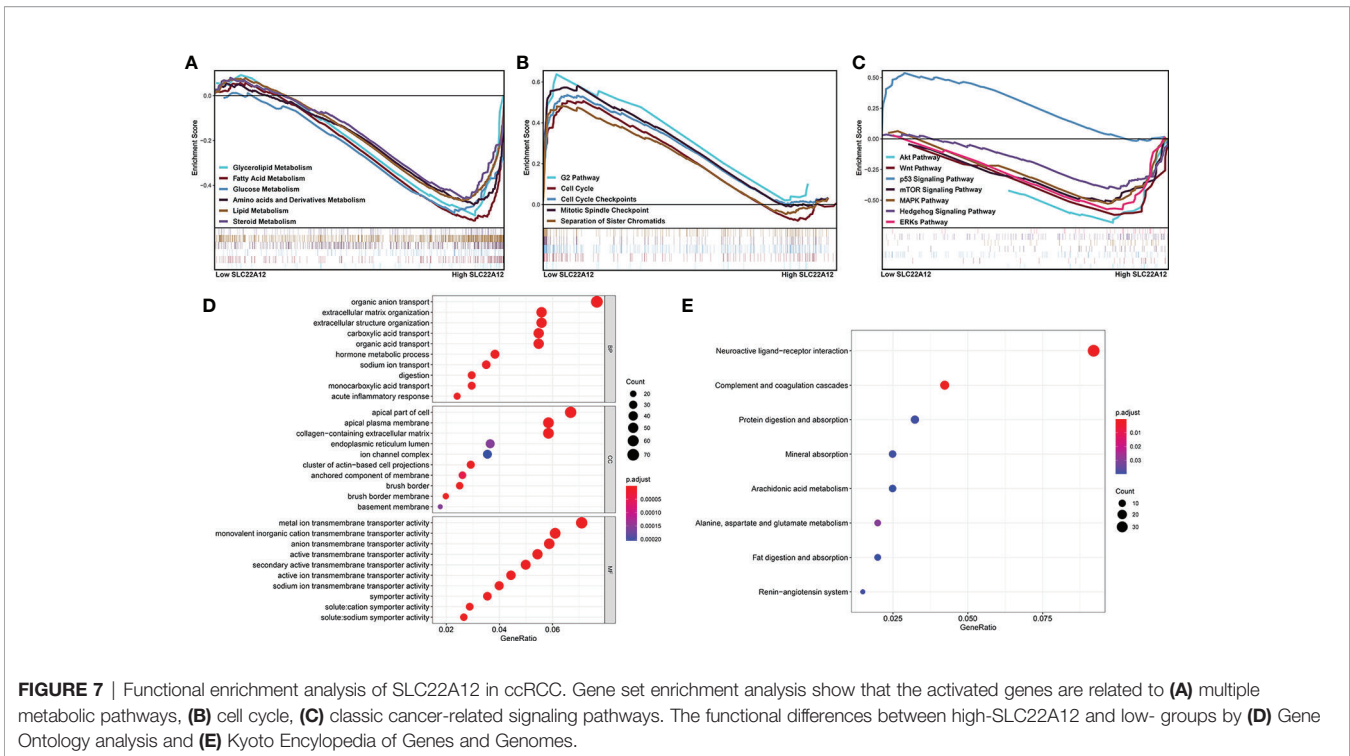 A
Enrichment Score
0.0
−0.2
−0.4
Glycerolipid Metabolism
Fatty Acid Metabolism
Glucose Metabolism
Amino acids and Derivatives Metabolism
Lipid Metabolism
Steroid Metabolism
Low SLC22A12 High SLC22A12
B
Enrichment Score
0.6
0.4
0.2
0.0
G2 Pathway
Cell Cycle
Cell Cycle Checkpoints
Mitotic Spindle Checkpoint
Separation of Sister Chromatids
Low SLC22A12 High SLC22A12
C
Enrichment Score
0.50
0.25
0.00
−0.25
−0.50
Akt Pathway
Wnt Pathway
p53 Signaling Pathway
mTOR Signaling Pathway
MAPK Pathway
Hedgehog Signaling Pathway
ERKs Pathway
Low SLC22A12 High SLC22A12
D
organic anion transport
extracellular matrix organization
extracellular structure organization
carboxylic acid transport
organic acid transport
hormone metabolic process
sodium ion transport
digestion
monocarboxylic acid transport
acute inflammatory response
BP
apical part of cell
apical plasma membrane
collagen−containing extracellular matrix
endoplasmic reticulum lumen
ion channel complex
cluster of actin−based cell projections
anchored component of membrane
brush border
brush border membrane
basement membrane
CC
metal ion transmembrane transporter activity
monovalent inorganic cation transmembrane transporter activity
anion transmembrane transporter activity
active transmembrane transporter activity
secondary active transmembrane transporter activity
active ion transmembrane transporter activity
sodium ion transmembrane transporter activity
symporter activity
solute:cation symporter activity
solute:sodium symporter activity
MF
0.02 0.04 0.06
GeneRatio
Count
20
30
40
50
60
70
p.adjust
0.00005
0.00010
0.00015
0.00020
E
Neuroactive ligand−receptor interaction
Complement and coagulation cascades
Protein digestion and absorption
Mineral absorption
Arachidonic acid metabolism
Alanine, aspartate and glutamate metabolism
Fat digestion and absorption
Renin−angiotensin system
0.025 0.050 0.075
GeneRatio
p.adjust
0.01
0.02
0.03
Count
10
20
30
FIGURE 7 | Functional enrichment analysis of SLC22A12 in ccRCC. Gene set enrichment analysis show that the activated genes are related to (A) multiple
metabolic pathways, (B) cell cycle, (C) classic cancer-related signaling pathways. The functional differences between high-SLC22A12 and low- groups by (D) Gene
Ontology analysis and (E) Kyoto Encylopedia of Genes and Genomes.